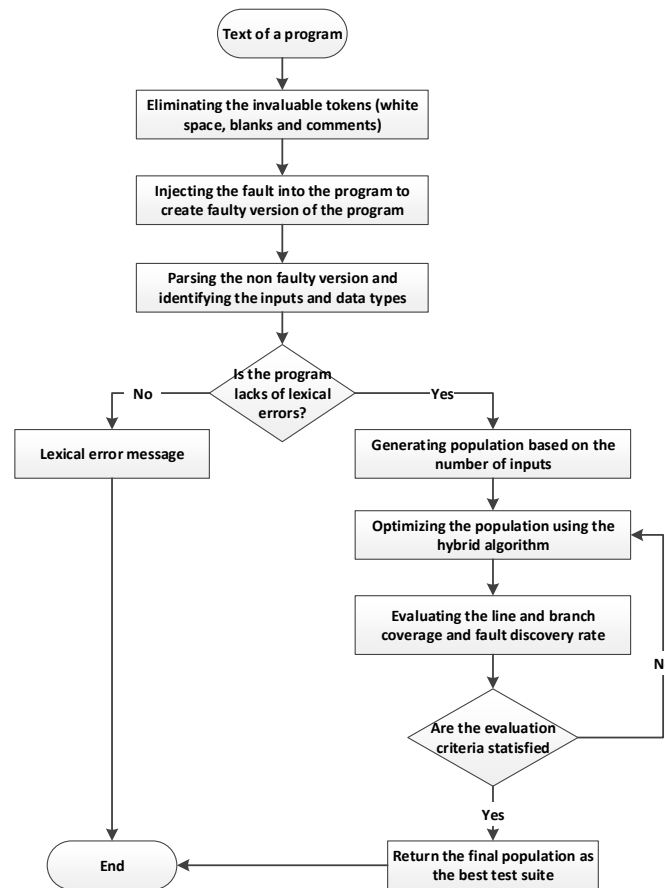 Text of a program
Eliminating the invaluable tokens (white
space, blanks and comments)
Injecting the fault into the program to
create faulty version of the program
Parsing the non faulty version and
identifying the inputs and data types
Is the program
lacks of lexical
errors?
No
Yes
Lexical error message
Generating population based on the
number of inputs
Optimizing the population using the
hybrid algorithm
Evaluating the line and branch
coverage and fault discovery rate
N
Are the evaluation
criteria statisfied
Yes
End
Return the final population as
the best test suite